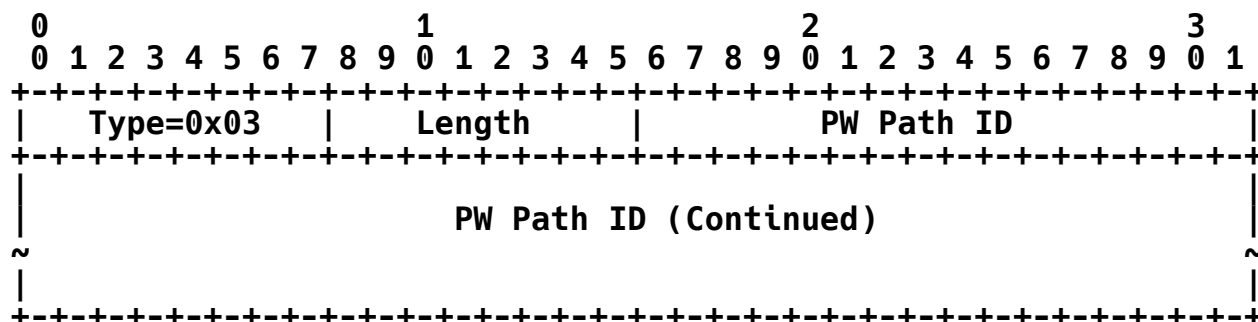 0                   1                   2                   3
 0 1 2 3 4 5 6 7 8 9 0 1 2 3 4 5 6 7 8 9 0 1 2 3 4 5 6 7 8 9 0 1
+-+-+-+-+-+-+-+-+-+-+-+-+-+-+-+-+-+-+-+-+-+-+-+-+-+-+-+-+-+-+-+-+
|   Type=0x03   |    Length     |         PW Path ID            |
+-+-+-+-+-+-+-+-+-+-+-+-+-+-+-+-+-+-+-+-+-+-+-+-+-+-+-+-+-+-+-+-+
|                                                               |
|                      PW Path ID (Continued)                   |
~                                                               ~
|                                                               |
+-+-+-+-+-+-+-+-+-+-+-+-+-+-+-+-+-+-+-+-+-+-+-+-+-+-+-+-+-+-+-+-+